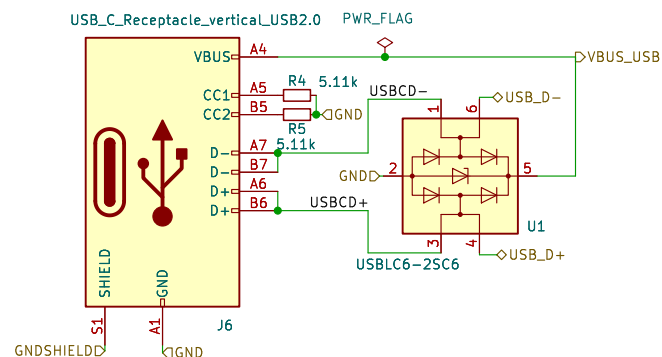 USB_C_Receptacle_vertical_USB2.0
PWR_FLAG
VBUS
A4
VBUS_USB
CC1
A5
R4
5.11k
USBCD-
1
6
USB_D-
CC2
B5
GND
R5
5.11k
D-
A7
D-
B7
GND
2
5
D+
A6
D+
B6
USBCD+
U1
3
4
USB_D+
USBLC6-2SC6
SHIELD
GND
S1
A1
J6
GNDSHIELD
GND